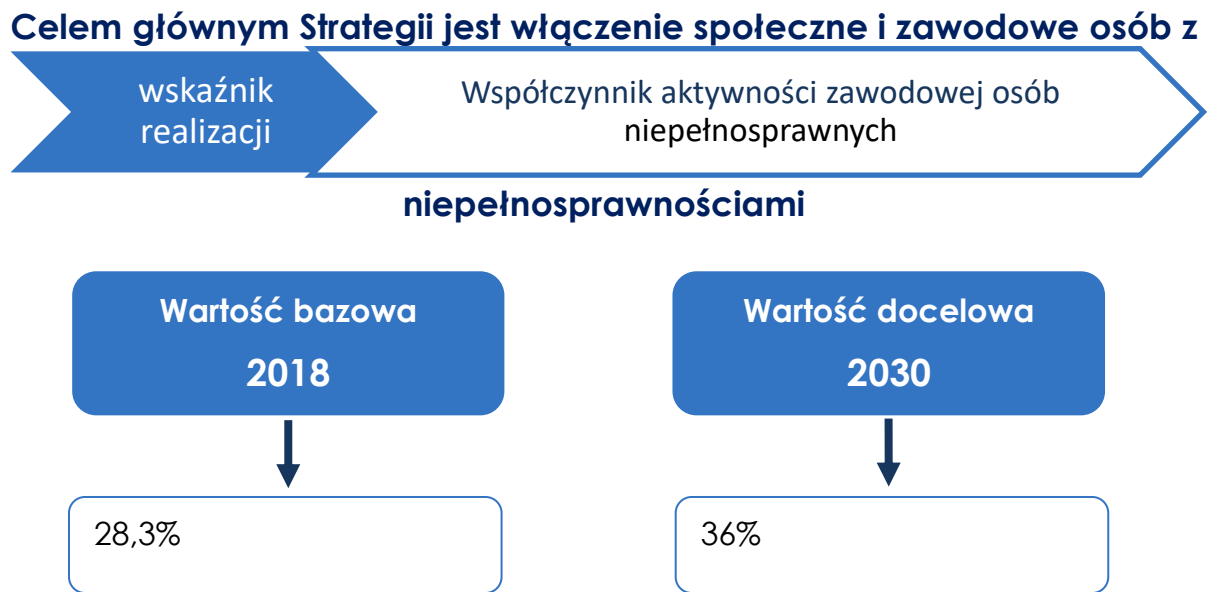 Celem głównym Strategii jest włączenie społeczne i zawodowe osób z
wskaźnik
realizacji
Współczynnik aktywności zawodowej osób
niepełnosprawnych
niepełnosprawnościami
Wartość bazowa
2018
Wartość docelowa
2030
28,3%
36%